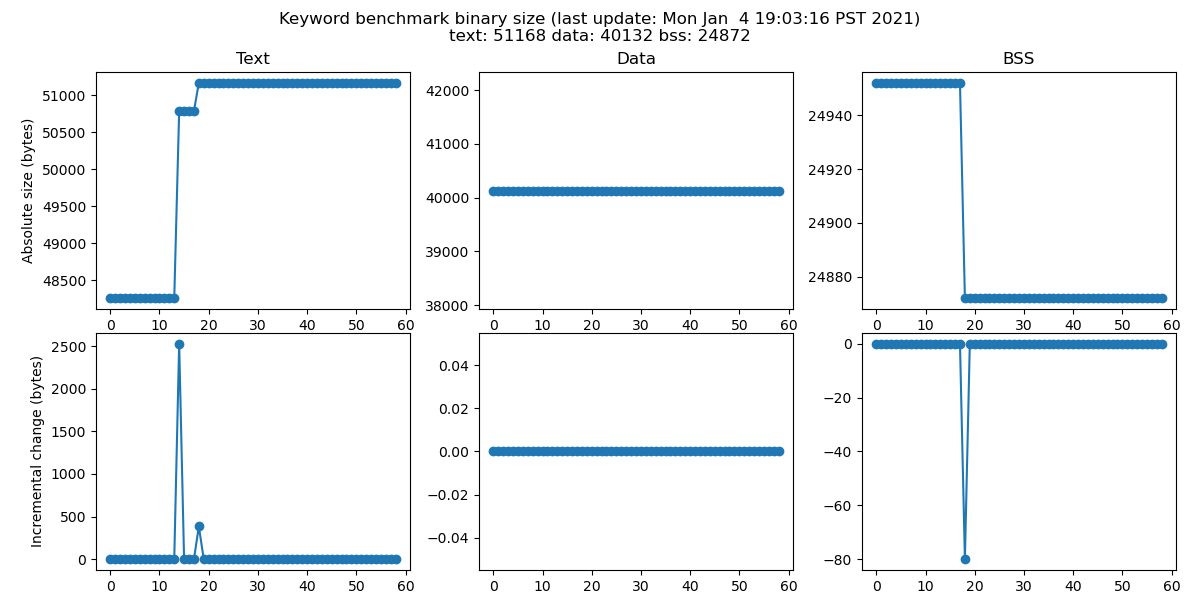 Keyword benchmark binary size (last update: Mon Jan  4 19:03:16 PST 2021)
text: 51168 data: 40132 bss: 24872
Text
Data
BSS
Absolute size (bytes)
51000
50500
50000
49500
49000
48500
0 10 20 30 40 50 60
42000
41000
40000
39000
38000
0 10 20 30 40 50 60
24940
24920
24900
24880
0 10 20 30 40 50 60
Incremental change (bytes)
2500
2000
1500
1000
500
0
0 10 20 30 40 50 60
0.04
0.02
0.00
−0.02
−0.04
0 10 20 30 40 50 60
0
−20
−40
−60
−80
0 10 20 30 40 50 60